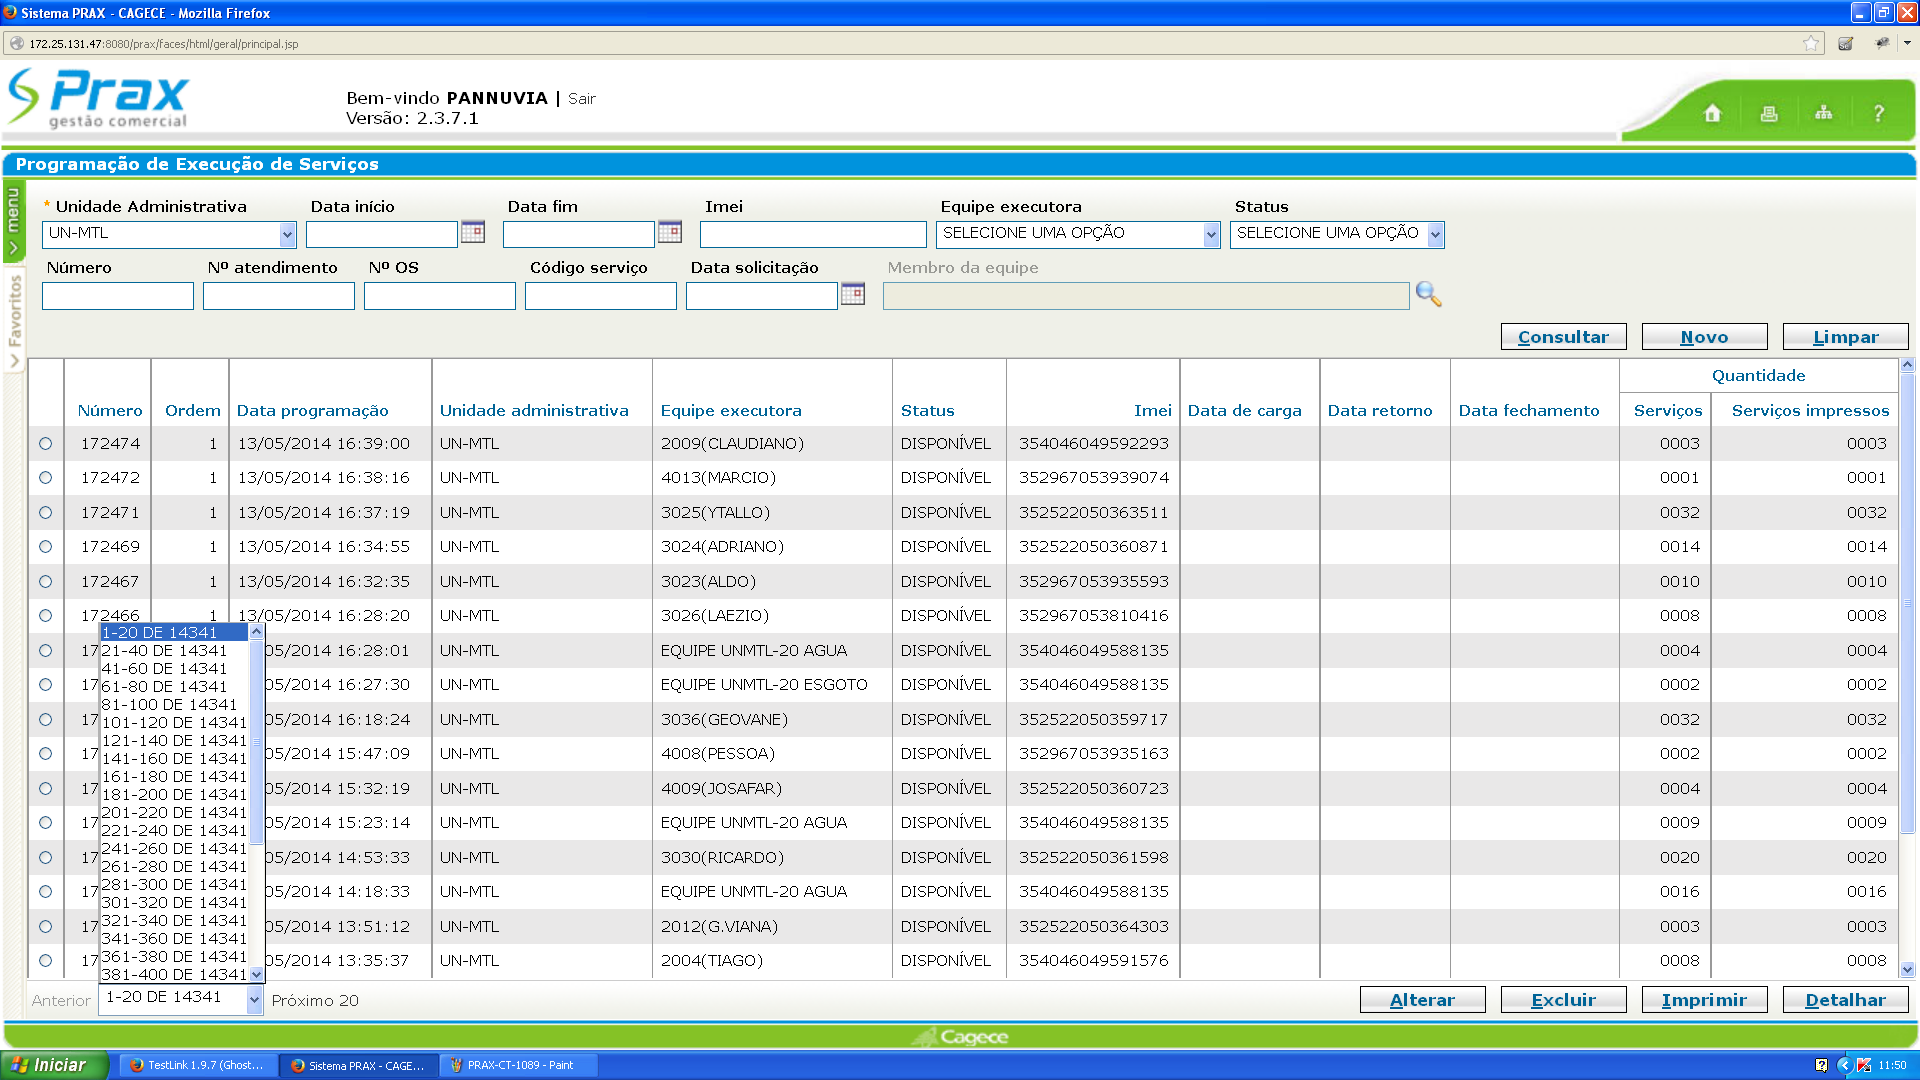 Sistema PRAX - CAGECE - Mozilla Firefox
172.25.131.47:8080/prax/faces/html/geral/principal.jsp
Prax
gestão comercial
Bem-vindo PANNUVIA | Sair
Versão: 2.3.7.1
?
Programação de Execução de Serviços
menu
Favoritos
* Unidade Administrativa Data início Data fim Imei Equipe executora Status
UN-MTL SELECIONE UMA OPÇÃO SELECIONE UMA OPÇÃO
Número Nº atendimento Nº OS Código serviço Data solicitação Membro da equipe
Consultar Novo Limpar
Quantidade
Número Ordem Data programação Unidade administrativa Equipe executora Status Imei Data de carga Data retorno Data fechamento Serviços Serviços impressos
172474 1 13/05/2014 16:39:00 UN-MTL 2009(CLAUDIANO) DISPONÍVEL 354046049592293 0003 0003
172472 1 13/05/2014 16:38:16 UN-MTL 4013(MARCIO) DISPONÍVEL 352967053939074 0001 0001
172471 1 13/05/2014 16:37:19 UN-MTL 3025(YTALLO) DISPONÍVEL 352522050363511 0032 0032
172469 1 13/05/2014 16:34:55 UN-MTL 3024(ADRIANO) DISPONÍVEL 352522050360871 0014 0014
172467 1 13/05/2014 16:32:35 UN-MTL 3023(ALDO) DISPONÍVEL 352967053935593 0010 0010
172466 1 13/05/2014 16:28:20 UN-MTL 3026(LAEZIO) DISPONÍVEL 352967053810416 0008 0008
17 05/2014 16:28:01 UN-MTL EQUIPE UNMTL-20 AGUA DISPONÍVEL 354046049588135 0004 0004
17 05/2014 16:27:30 UN-MTL EQUIPE UNMTL-20 ESGOTO DISPONÍVEL 354046049588135 0002 0002
17 05/2014 16:18:24 UN-MTL 3036(GEOVANE) DISPONÍVEL 352522050359717 0032 0032
17 05/2014 15:47:09 UN-MTL 4008(PESSOA) DISPONÍVEL 352967053935163 0002 0002
17 05/2014 15:32:19 UN-MTL 4009(JOSAFAR) DISPONÍVEL 352522050360723 0004 0004
17 05/2014 15:23:14 UN-MTL EQUIPE UNMTL-20 AGUA DISPONÍVEL 354046049588135 0009 0009
17 05/2014 14:53:33 UN-MTL 3030(RICARDO) DISPONÍVEL 352522050361598 0020 0020
17 05/2014 14:18:33 UN-MTL EQUIPE UNMTL-20 AGUA DISPONÍVEL 354046049588135 0016 0016
17 05/2014 13:51:12 UN-MTL 2012(G.VIANA) DISPONÍVEL 352522050364303 0003 0003
17 05/2014 13:35:37 UN-MTL 2004(TIAGO) DISPONÍVEL 354046049591576 0008 0008
1-20 DE 14341
21-40 DE 14341
41-60 DE 14341
61-80 DE 14341
81-100 DE 14341
101-120 DE 14341
121-140 DE 14341
141-160 DE 14341
161-180 DE 14341
181-200 DE 14341
201-220 DE 14341
221-240 DE 14341
241-260 DE 14341
261-280 DE 14341
281-300 DE 14341
301-320 DE 14341
321-340 DE 14341
341-360 DE 14341
361-380 DE 14341
381-400 DE 14341
Anterior 1-20 DE 14341 Próximo 20
Alterar Excluir Imprimir Detalhar
Cagece
Iniciar TestLink 1.9.7 (Ghost... Sistema PRAX - CAGE... PRAX-CT-1089 - Paint 11:50